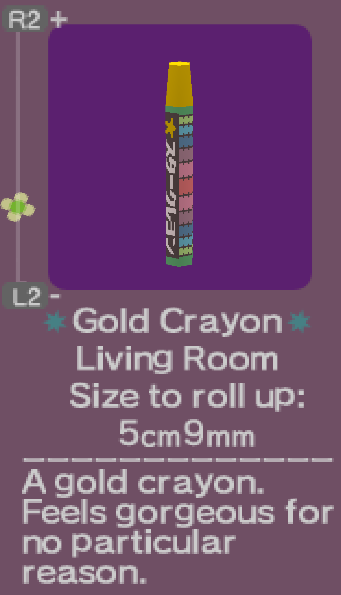 R2 +
L2 -
Gold Crayon
Living Room
Size to roll up:
5cm9mm
A gold crayon.
Feels gorgeous for
no particular
reason.